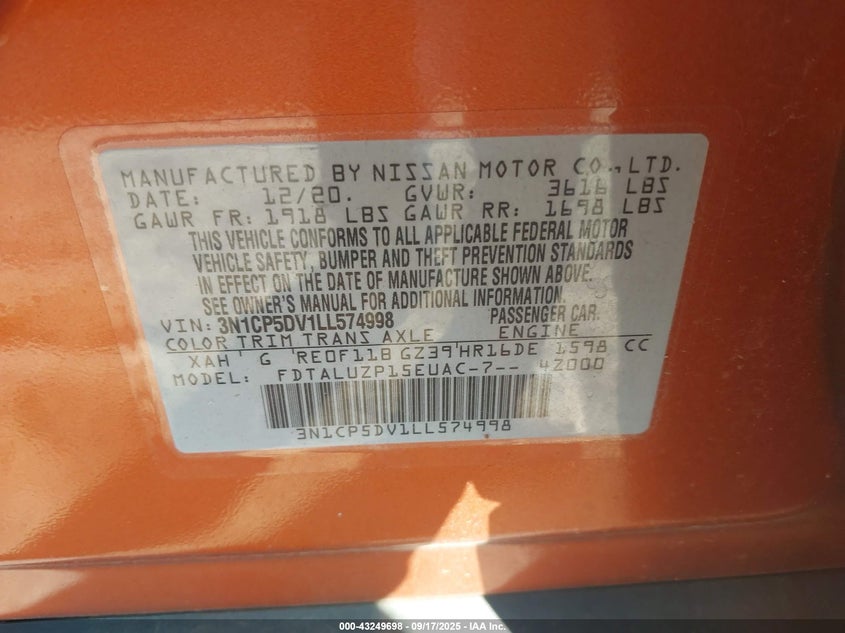 MANUFACTURED BY NISSAN MOTOR CO., LTD.
DATE: 12/20. GVWR: 3616 LBS
GAWR FR: 1918 LBS GAWR RR: 1698 LBS
THIS VEHICLE CONFORMS TO ALL APPLICABLE FEDERAL MOTOR
VEHICLE SAFETY, BUMPER AND THEFT PREVENTION STANDARDS
IN EFFECT ON THE DATE OF MANUFACTURE SHOWN ABOVE.
SEE OWNER'S MANUAL FOR ADDITIONAL INFORMATION.
VIN: 3N1CP5DV1LL574998 PASSENGER CAR.
COLOR TRIM TRANS AXLE ENGINE
XAH G RE0F11B GZ39 HR16DE 1598 CC
MODEL: FDTALUZP15EUAC-7-- 4Z000
3N1CP5DV1LL574998
000-43249698 - 09/17/2025 - IAA Inc.